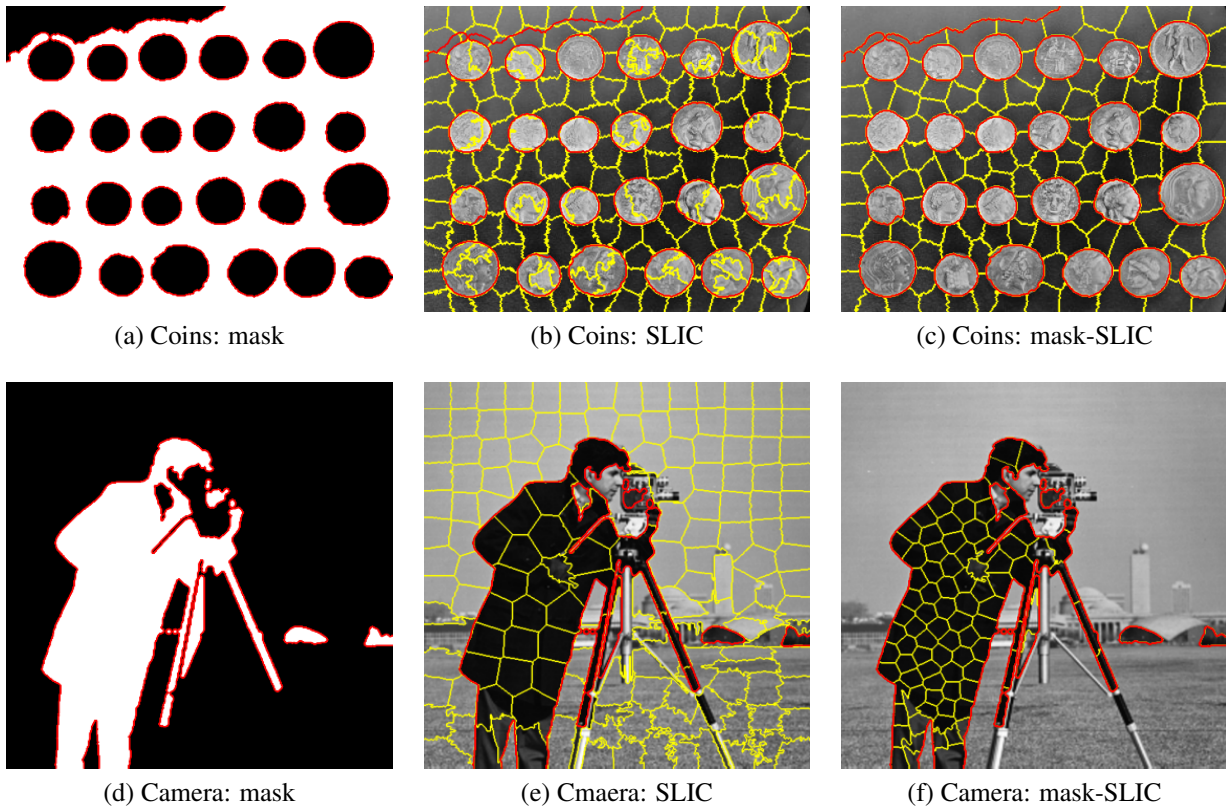 (a) Coins: mask
(b) Coins: SLIC
(c) Coins: mask-SLIC
(d) Camera: mask
(e) Cmaera: SLIC
(f) Camera: mask-SLIC